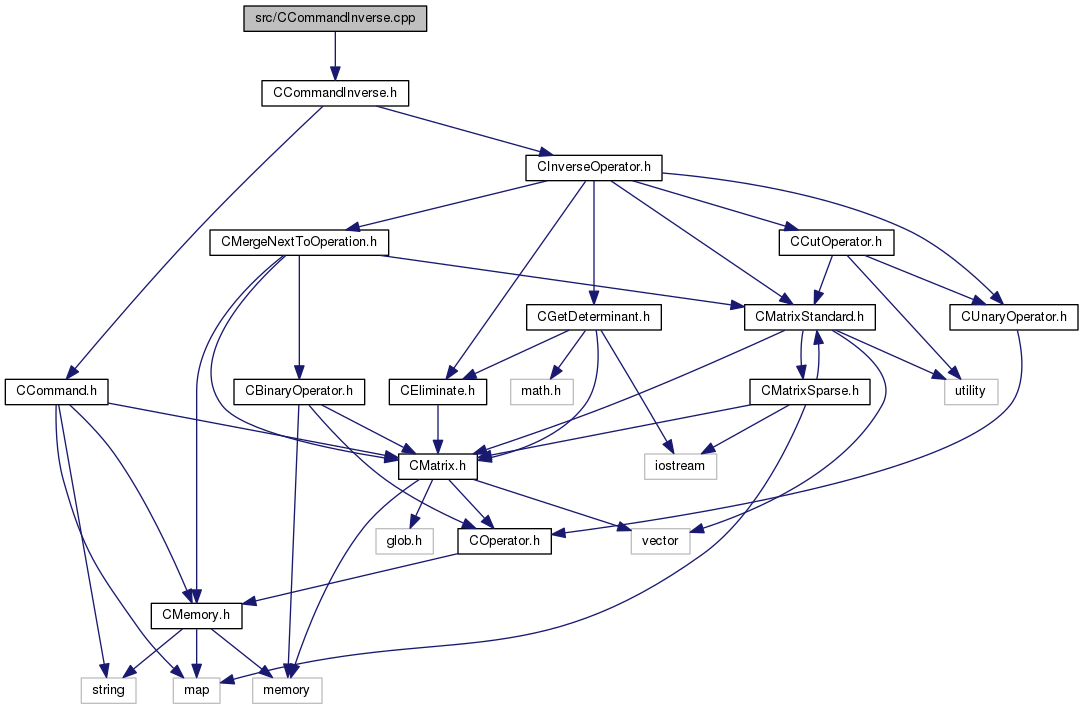 src/CCommandInverse.cpp
CCommandInverse.h
CInverseOperator.h
CMergeNextToOperation.h
CCutOperator.h
CGetDeterminant.h
CMatrixStandard.h
CUnaryOperator.h
CCommand.h
CBinaryOperator.h
CEliminate.h
math.h
CMatrixSparse.h
utility
CMatrix.h
iostream
glob.h
COperator.h
vector
CMemory.h
string
map
memory